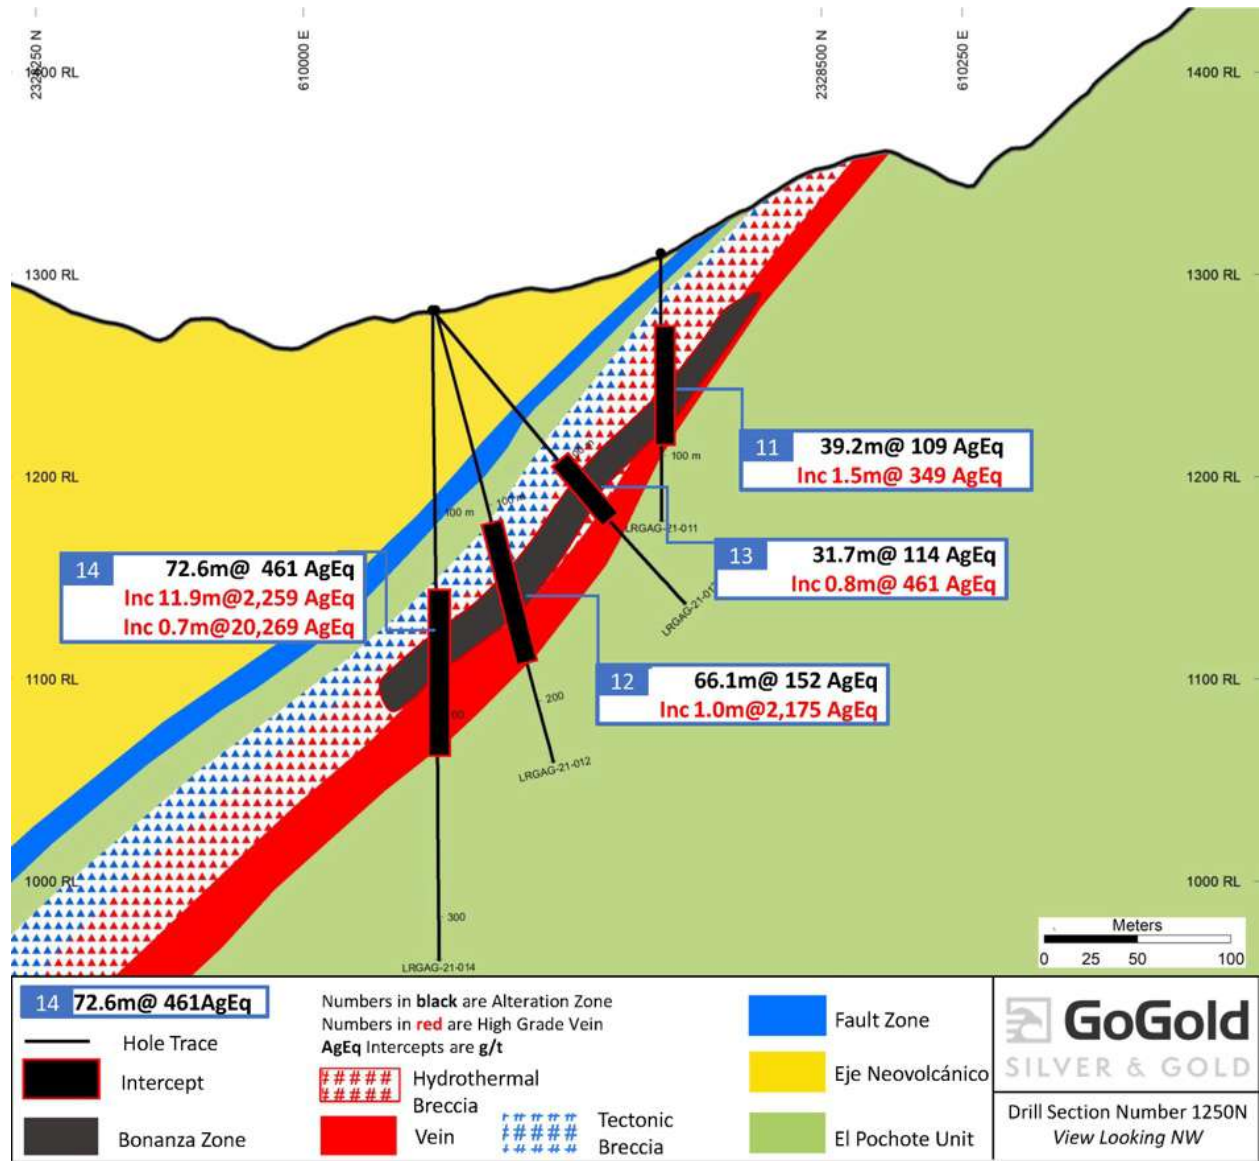 2328250 N
610000 E
2328500 N
610250 E
1400 RL
1400 RL
1300 RL
1300 RL
1200 RL
1200 RL
1100 RL
1100 RL
1000 RL
1000 RL
11
39.2m@ 109 AgEq
Inc 1.5m@ 349 AgEq
100 m
LRGAG-21-011
13
31.7m@ 114 AgEq
Inc 0.8m@ 461 AgEq
100 m
100 m
14
72.6m@ 461 AgEq
Inc 11.9m@2,259 AgEq
Inc 0.7m@20,269 AgEq
12
66.1m@ 152 AgEq
Inc 1.0m@2,175 AgEq
200
LRGAG-21-012
300
LRGAG-21-014
Meters
0 25 50 100
14 72.6m@ 461AgEq
Hole Trace
Intercept
Bonanza Zone
Numbers in black are Alteration Zone
Numbers in red are High Grade Vein
AgEq Intercepts are g/t
Hydrothermal
Breccia
Vein
Tectonic
Breccia
Fault Zone
Eje Neovolcánico
El Pochote Unit
GoGold
SILVER & GOLD
Drill Section Number 1250N
View Looking NW